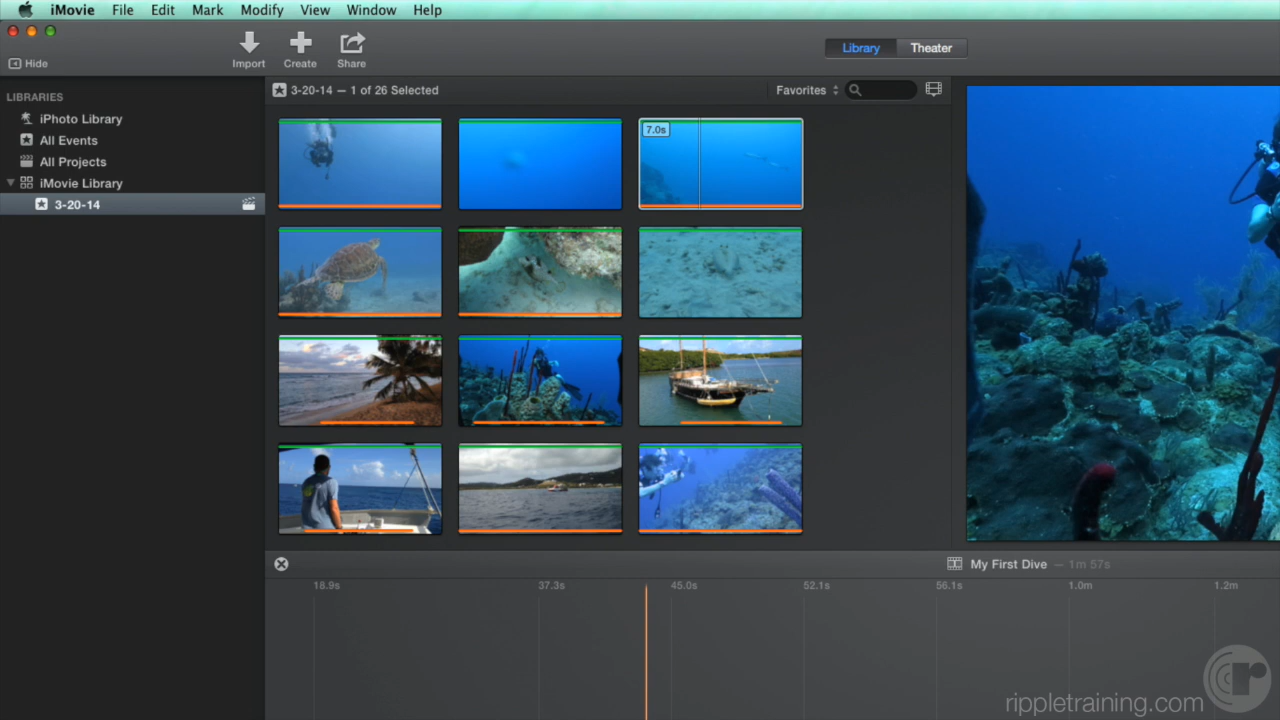 iMovie File Edit Mark Modify View Window Help
Hide
Import Create Share
Library Theater
LIBRARIES
iPhoto Library
All Events
All Projects
iMovie Library
3-20-14
3-20-14 — 1 of 26 Selected
Favorites
7.0s
My First Dive — 1m 57s
18.9s 37.3s 45.0s 52.1s 56.1s 1.0m 1.2m
rippletraining.com